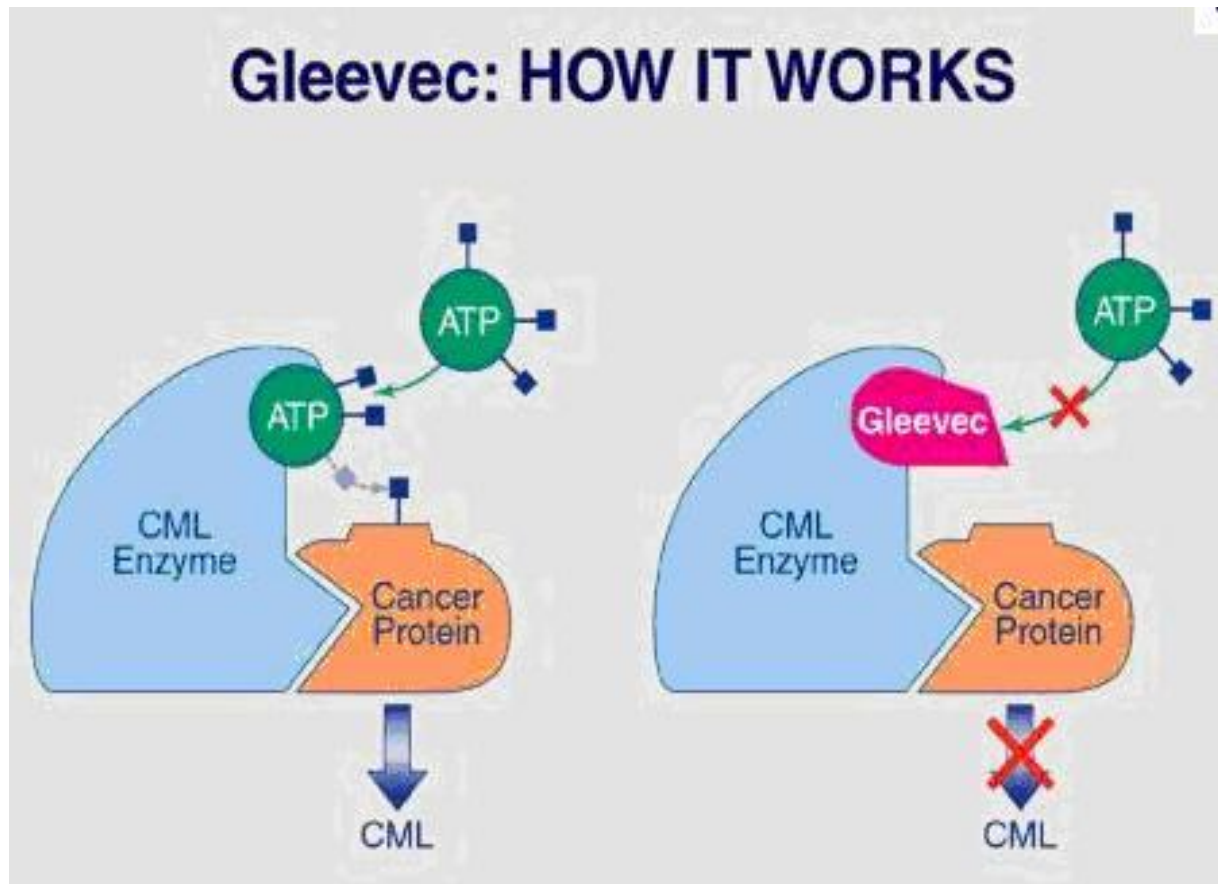 Gleevec: HOW IT WORKS
ATP
ATP
CML
Enzyme
Cancer
Protein
CML
ATP
Gleevec
CML
Enzyme
Cancer
Protein
CML